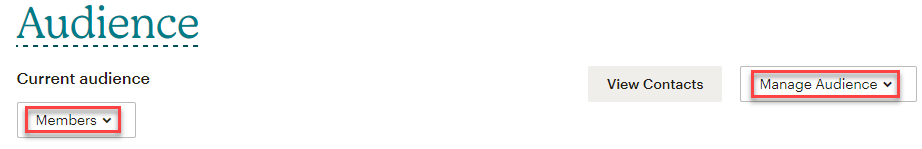 Audience
Current audience
View Contacts
Manage Audience
Members